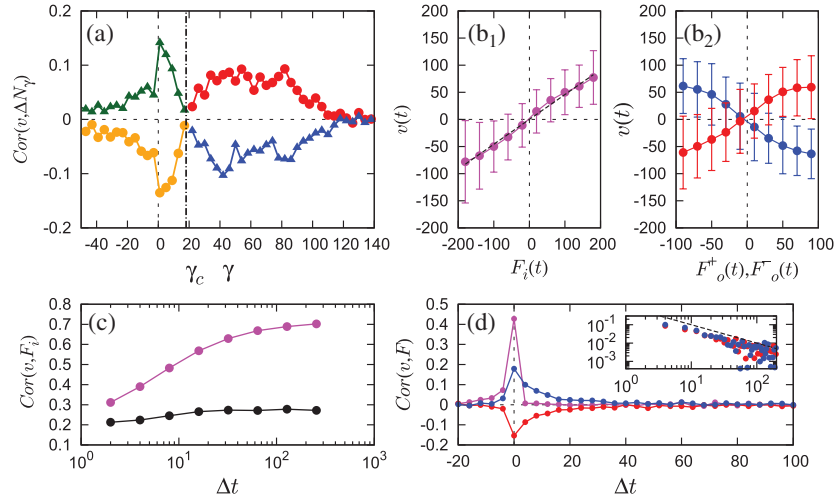 (a)
Cor(v,ΔN_γ)
0.2
0.1
0
-0.1
-0.2
-40 -20 0 20 40 60 80 100 120 140
γ_c γ
(b_1)
v(t)
200
150
100
50
0
-50
-100
-150
-200
-200 -100 0 100 200
F_i(t)
(b_2)
v(t)
200
150
100
50
0
-50
-100
-150
-200
-100 -50 0 50 100
F^+_o(t),F^-_o(t)
(c)
Cor(v,F_i)
0.8
0.7
0.6
0.5
0.4
0.3
0.2
0.1
10^0 10^1 10^2 10^3
Δt
(d)
Cor(v,F)
0.5
0.4
0.3
0.2
0.1
0
-0.1
-0.2
-20 0 20 40 60 80 100
Δt
10^-1
10^-2
10^-3
10^0 10^1 10^2